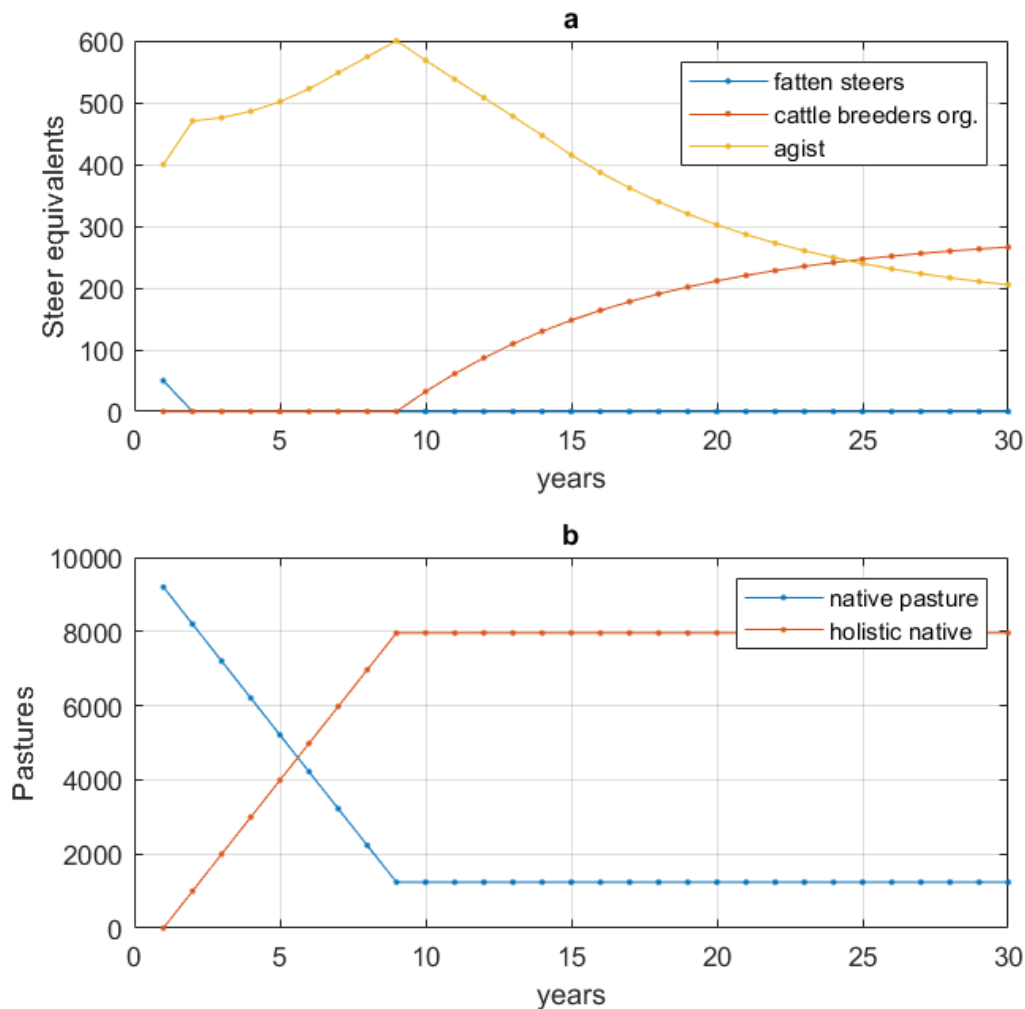 a
600
500
400
300
200
100
0
Steer equivalents
fatten steers
cattle breeders org.
agist
0 5 10 15 20 25 30
years
b
10000
8000
6000
4000
2000
0
Pastures
native pasture
holistic native
0 5 10 15 20 25 30
years